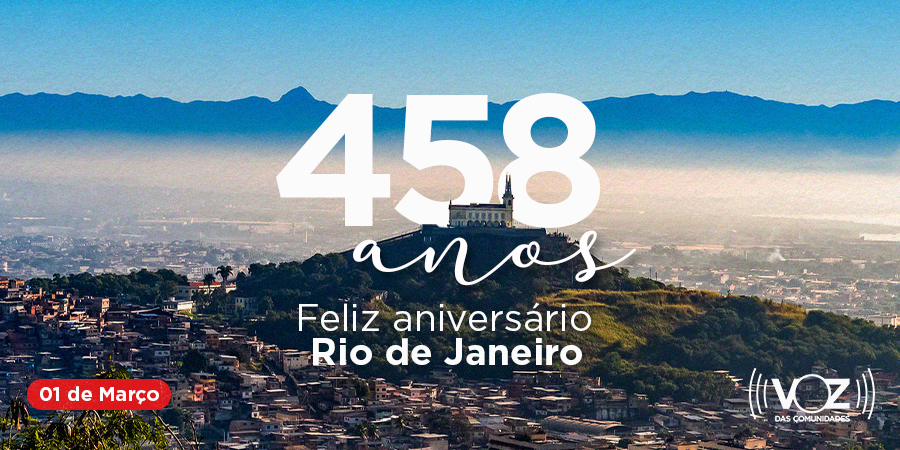 458
anos
Feliz aniversário
Rio de Janeiro
01 de Março
VOZ
DAS COMUNIDADES